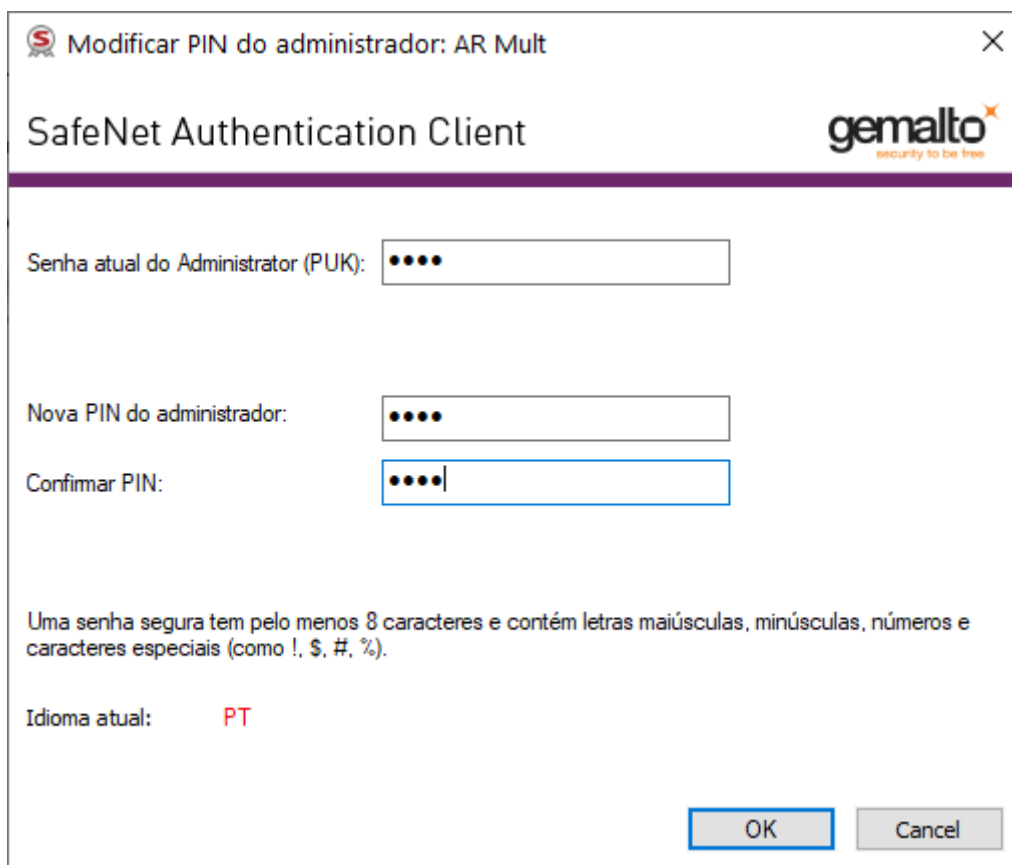 Modificar PIN do administrador: AR Mult
SafeNet Authentication Client
gemalto
security to be free
Senha atual do Administrator (PUK): ••••
Nova PIN do administrador: ••••
Confirmar PIN: ••••
Uma senha segura tem pelo menos 8 caracteres e contém letras maiúsculas, minúsculas, números e
caracteres especiais (como !, $, #, %).
Idioma atual: PT
OK Cancel